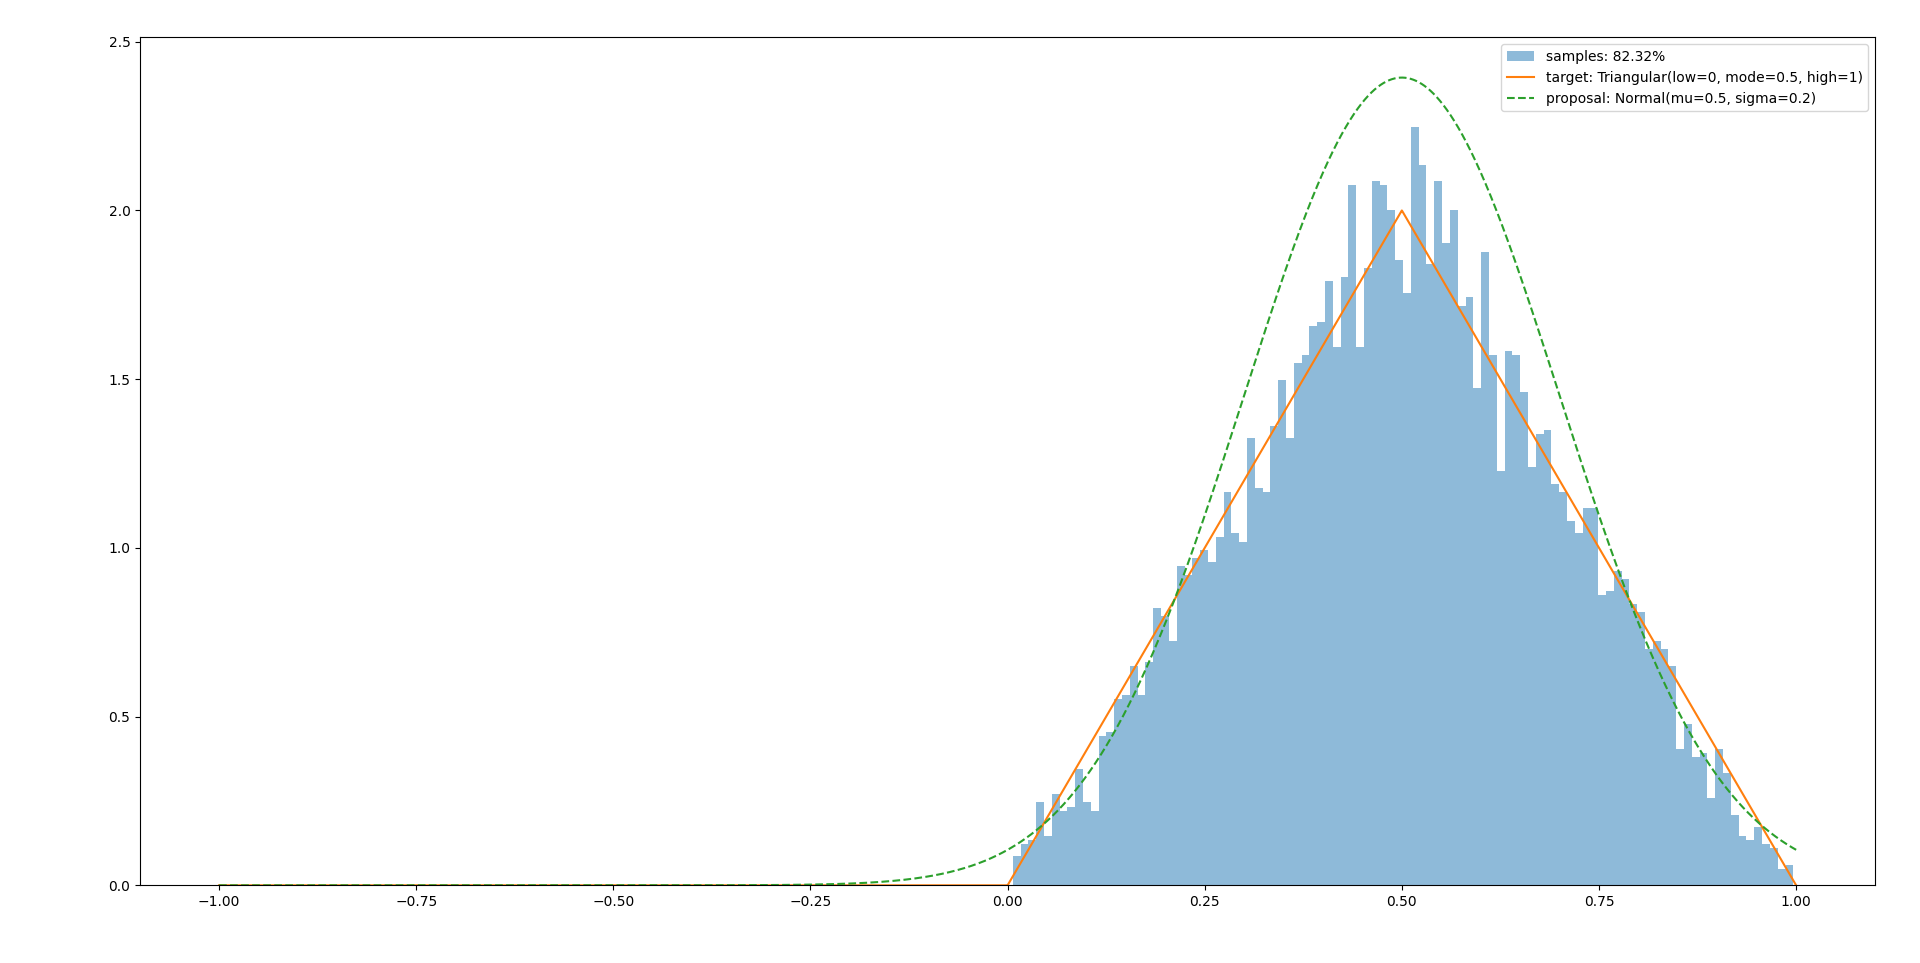 samples: 82.32%
target: Triangular(low=0, mode=0.5, high=1)
proposal: Normal(mu=0.5, sigma=0.2)
2.5
2.0
1.5
1.0
0.5
0.0
−1.00 −0.75 −0.50 −0.25 0.00 0.25 0.50 0.75 1.00